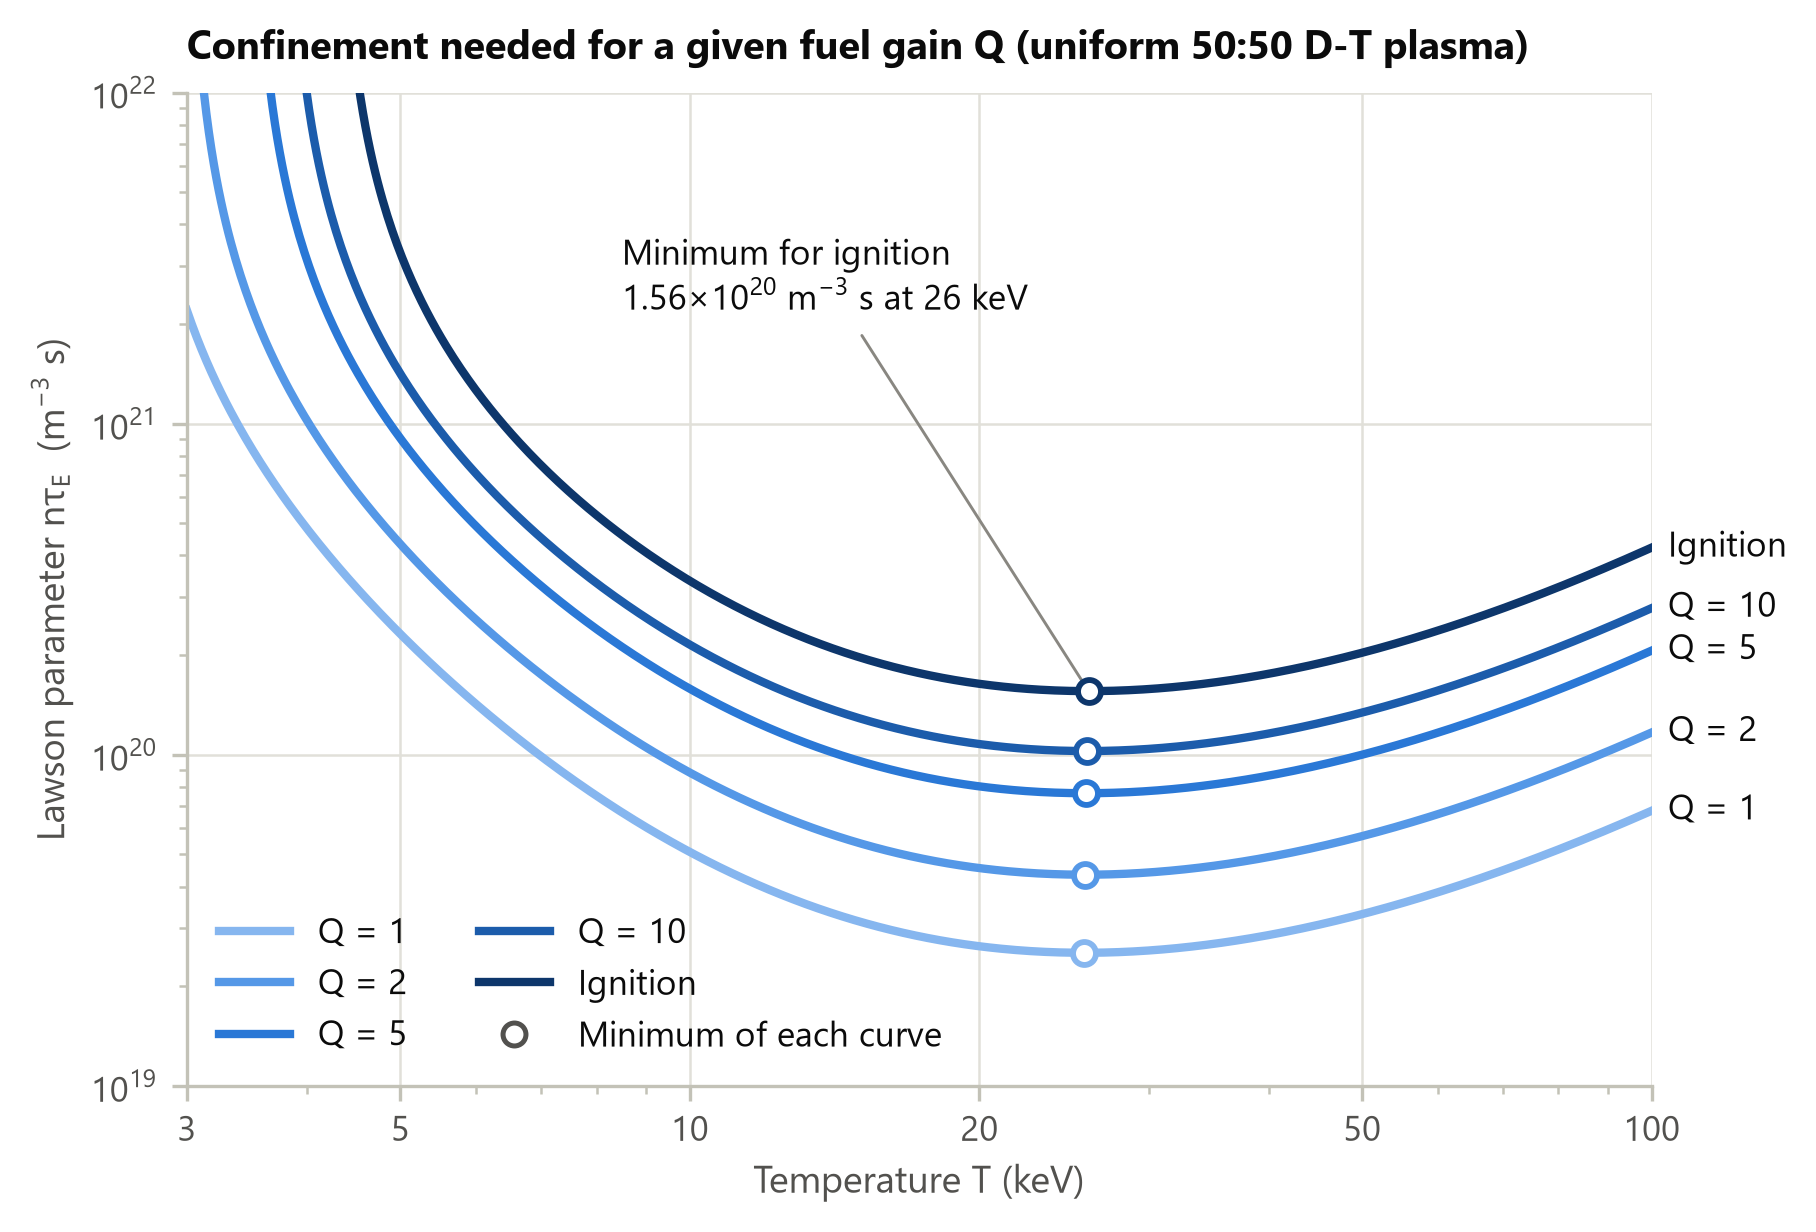 Confinement needed for a given fuel gain Q (uniform 50:50 D-T plasma)
10²²
10²¹
10²⁰
10¹⁹
Lawson parameter nτ_E (m⁻³ s)
Minimum for ignition
1.56×10²⁰ m⁻³ s at 26 keV
Ignition
Q = 10
Q = 5
Q = 2
Q = 1
Q = 1
Q = 2
Q = 5
Q = 10
Ignition
Minimum of each curve
3 5 10 20 50 100
Temperature T (keV)